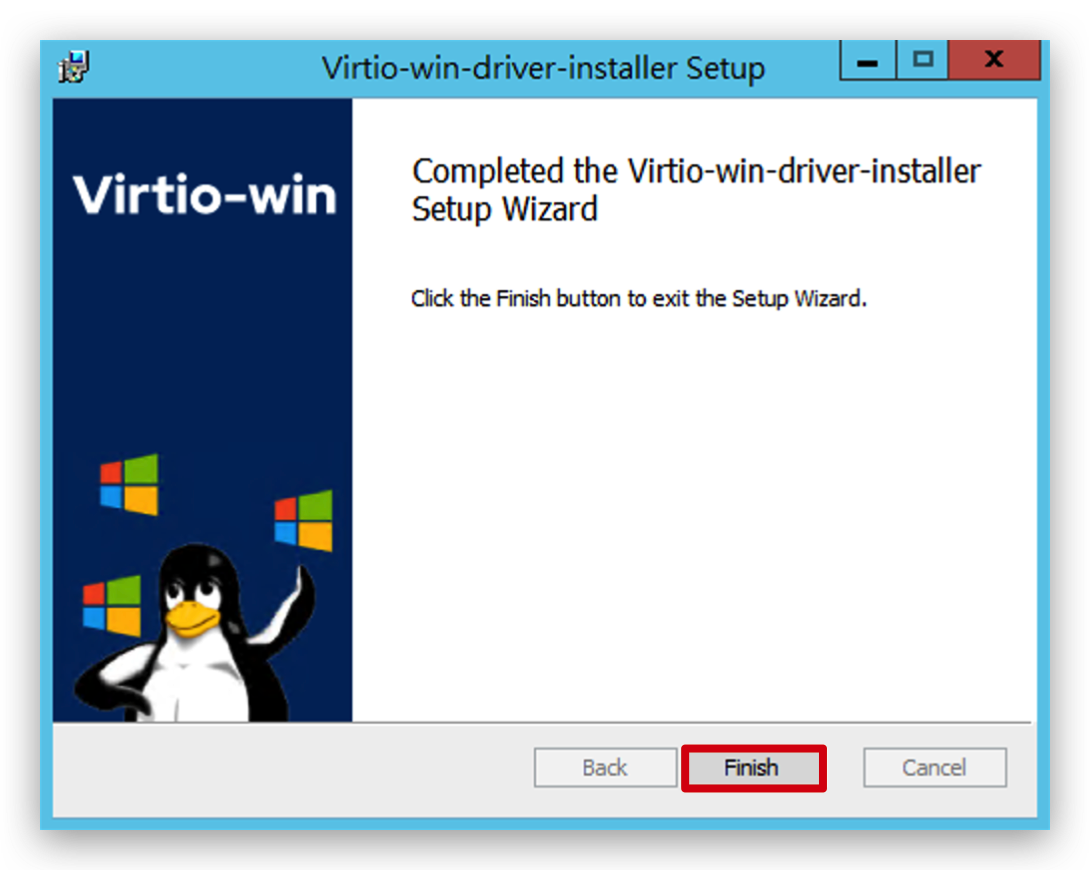 Virtio-win-driver-installer Setup
Virtio-win
Completed the Virtio-win-driver-installer
Setup Wizard
Click the Finish button to exit the Setup Wizard.
Back
Finish
Cancel